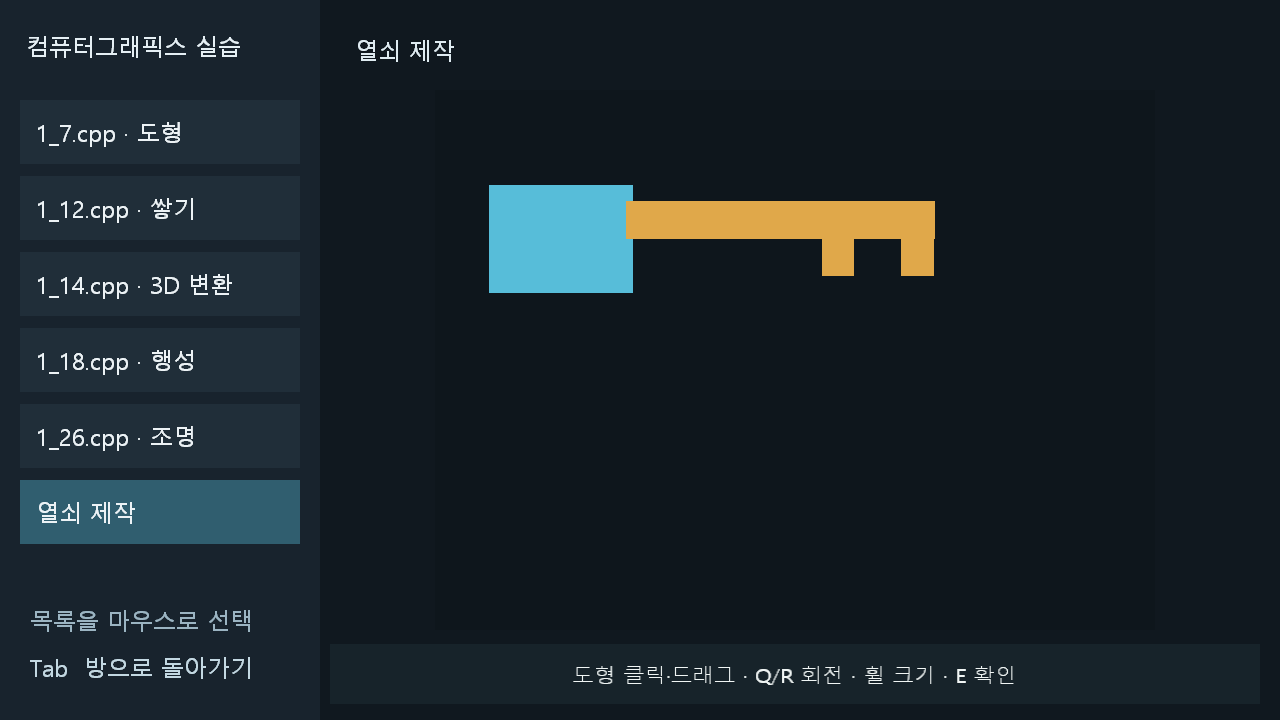 컴퓨터그래픽스 실습
1_7.cpp · 도형
1_12.cpp · 쌓기
1_14.cpp · 3D 변환
1_18.cpp · 행성
1_26.cpp · 조명
열쇠 제작
목록을 마우스로 선택
Tab 방으로 돌아가기
열쇠 제작
도형 클릭·드래그 · Q/R 회전 · 휠 크기 · E 확인